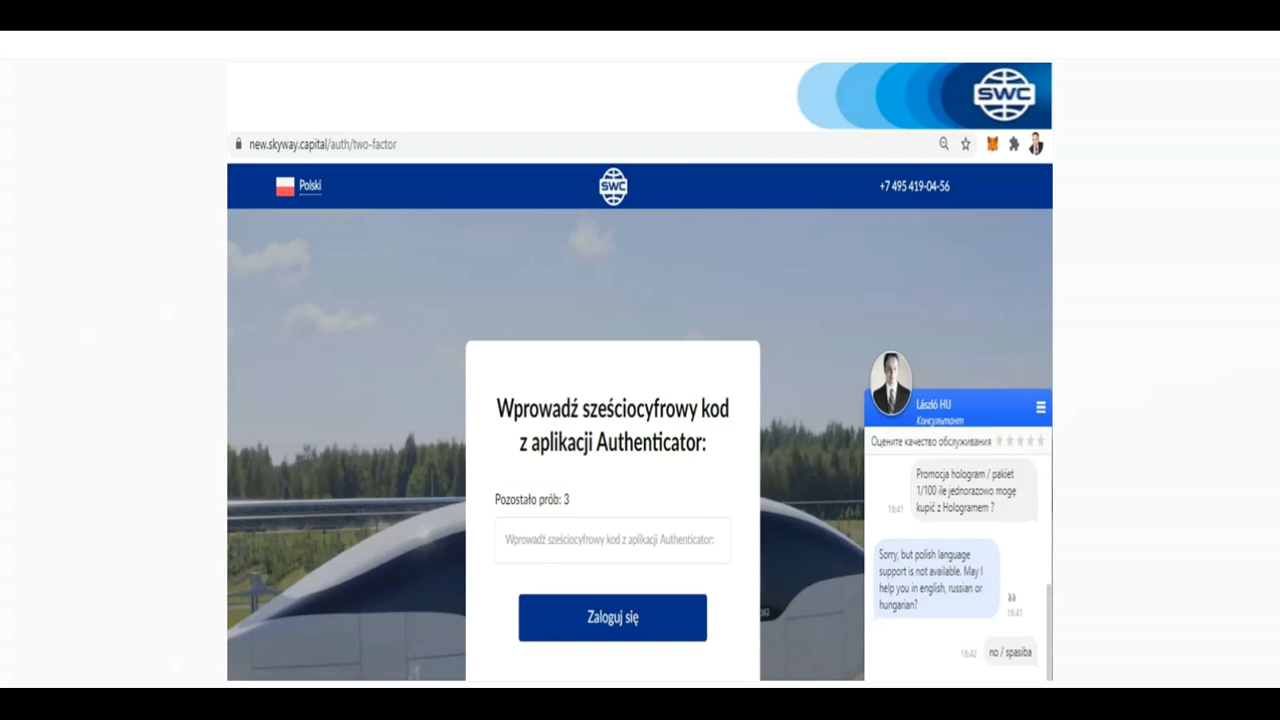 SWC
new.skyway.capital/auth/two-factor
Polski
SWC
+7 495 419-04-56
Wprowadź sześciocyfrowy kod
z aplikacji Authenticator:
Pozostało prób: 3
Wprowadź sześciocyfrowy kod z aplikacji Authenticator:
Zaloguj się
László HU
Консультант
Оцените качество обслуживания
Promocja hologram / pakiet
1/100 ile jednorazowo mogę
kupić z Hologramem ?
16:41
Sorry, but polish language
support is not available. May I
help you in english, russian or
hungarian?
16:41
16:42
no / spasiba